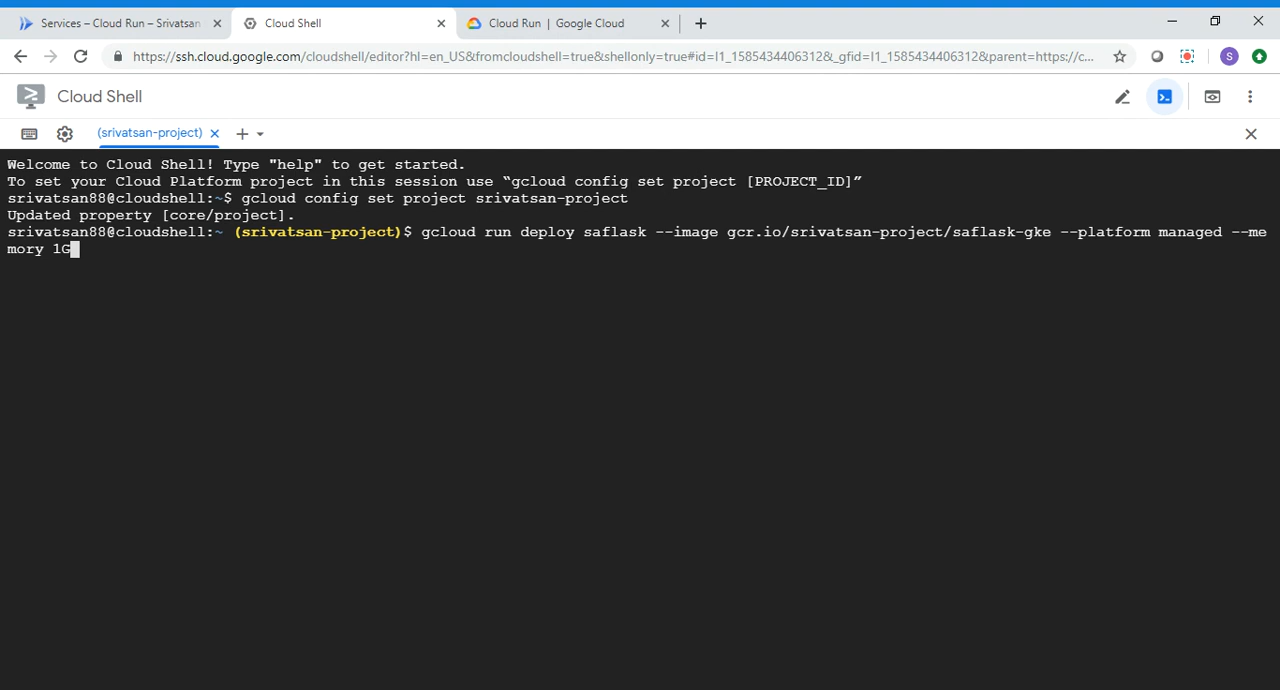 Services – Cloud Run – Srivatsan
Cloud Shell
Cloud Run | Google Cloud
https://ssh.cloud.google.com/cloudshell/editor?hl=en_US&fromcloudshell=true&shellonly=true#id=I1_1585434406312&_gfid=I1_1585434406312&parent=https://c...
S
Cloud Shell
(srivatsan-project)
Welcome to Cloud Shell! Type "help" to get started.
To set your Cloud Platform project in this session use “gcloud config set project [PROJECT_ID]”
srivatsan88@cloudshell:~$ gcloud config set project srivatsan-project
Updated property [core/project].
srivatsan88@cloudshell:~ (srivatsan-project)$ gcloud run deploy saflask --image gcr.io/srivatsan-project/saflask-gke --platform managed --me
mory 1G